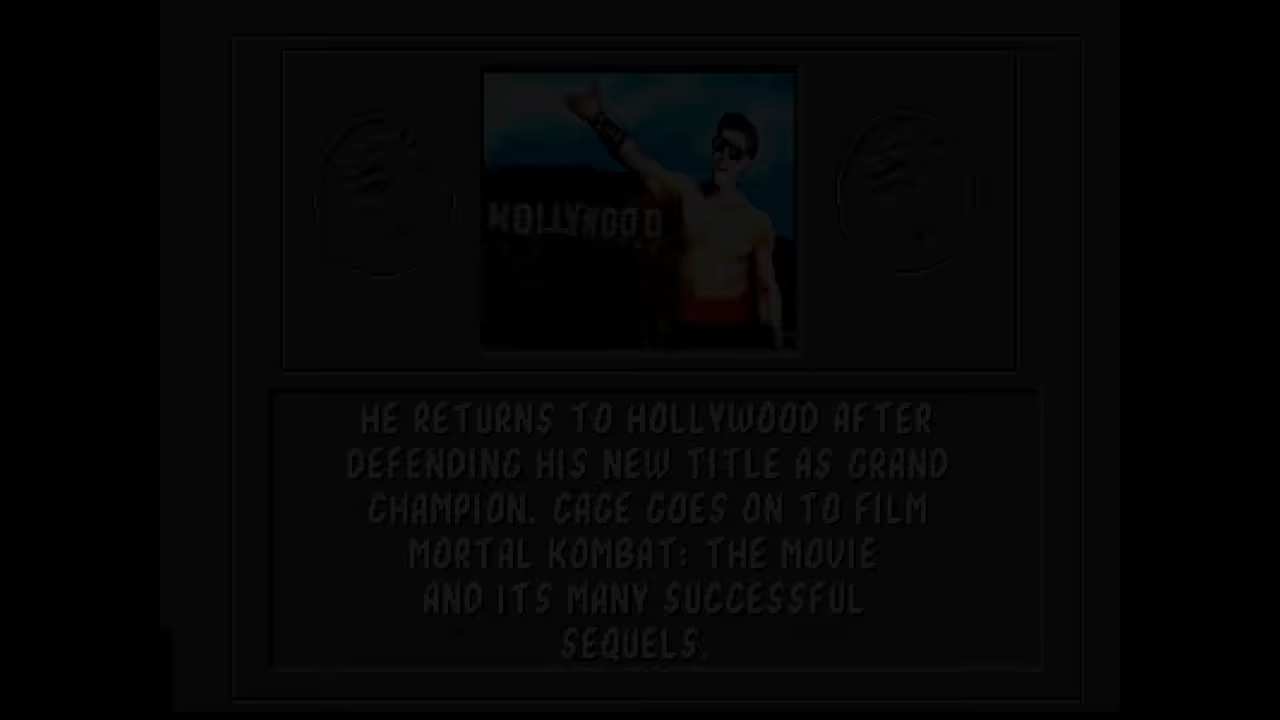 HOLLYWOOD
HE RETURNS TO HOLLYWOOD AFTER
DEFENDING HIS NEW TITLE AS GRAND
CHAMPION. CAGE GOES ON TO FILM
MORTAL KOMBAT: THE MOVIE
AND ITS MANY SUCCESSFUL
SEQUELS.